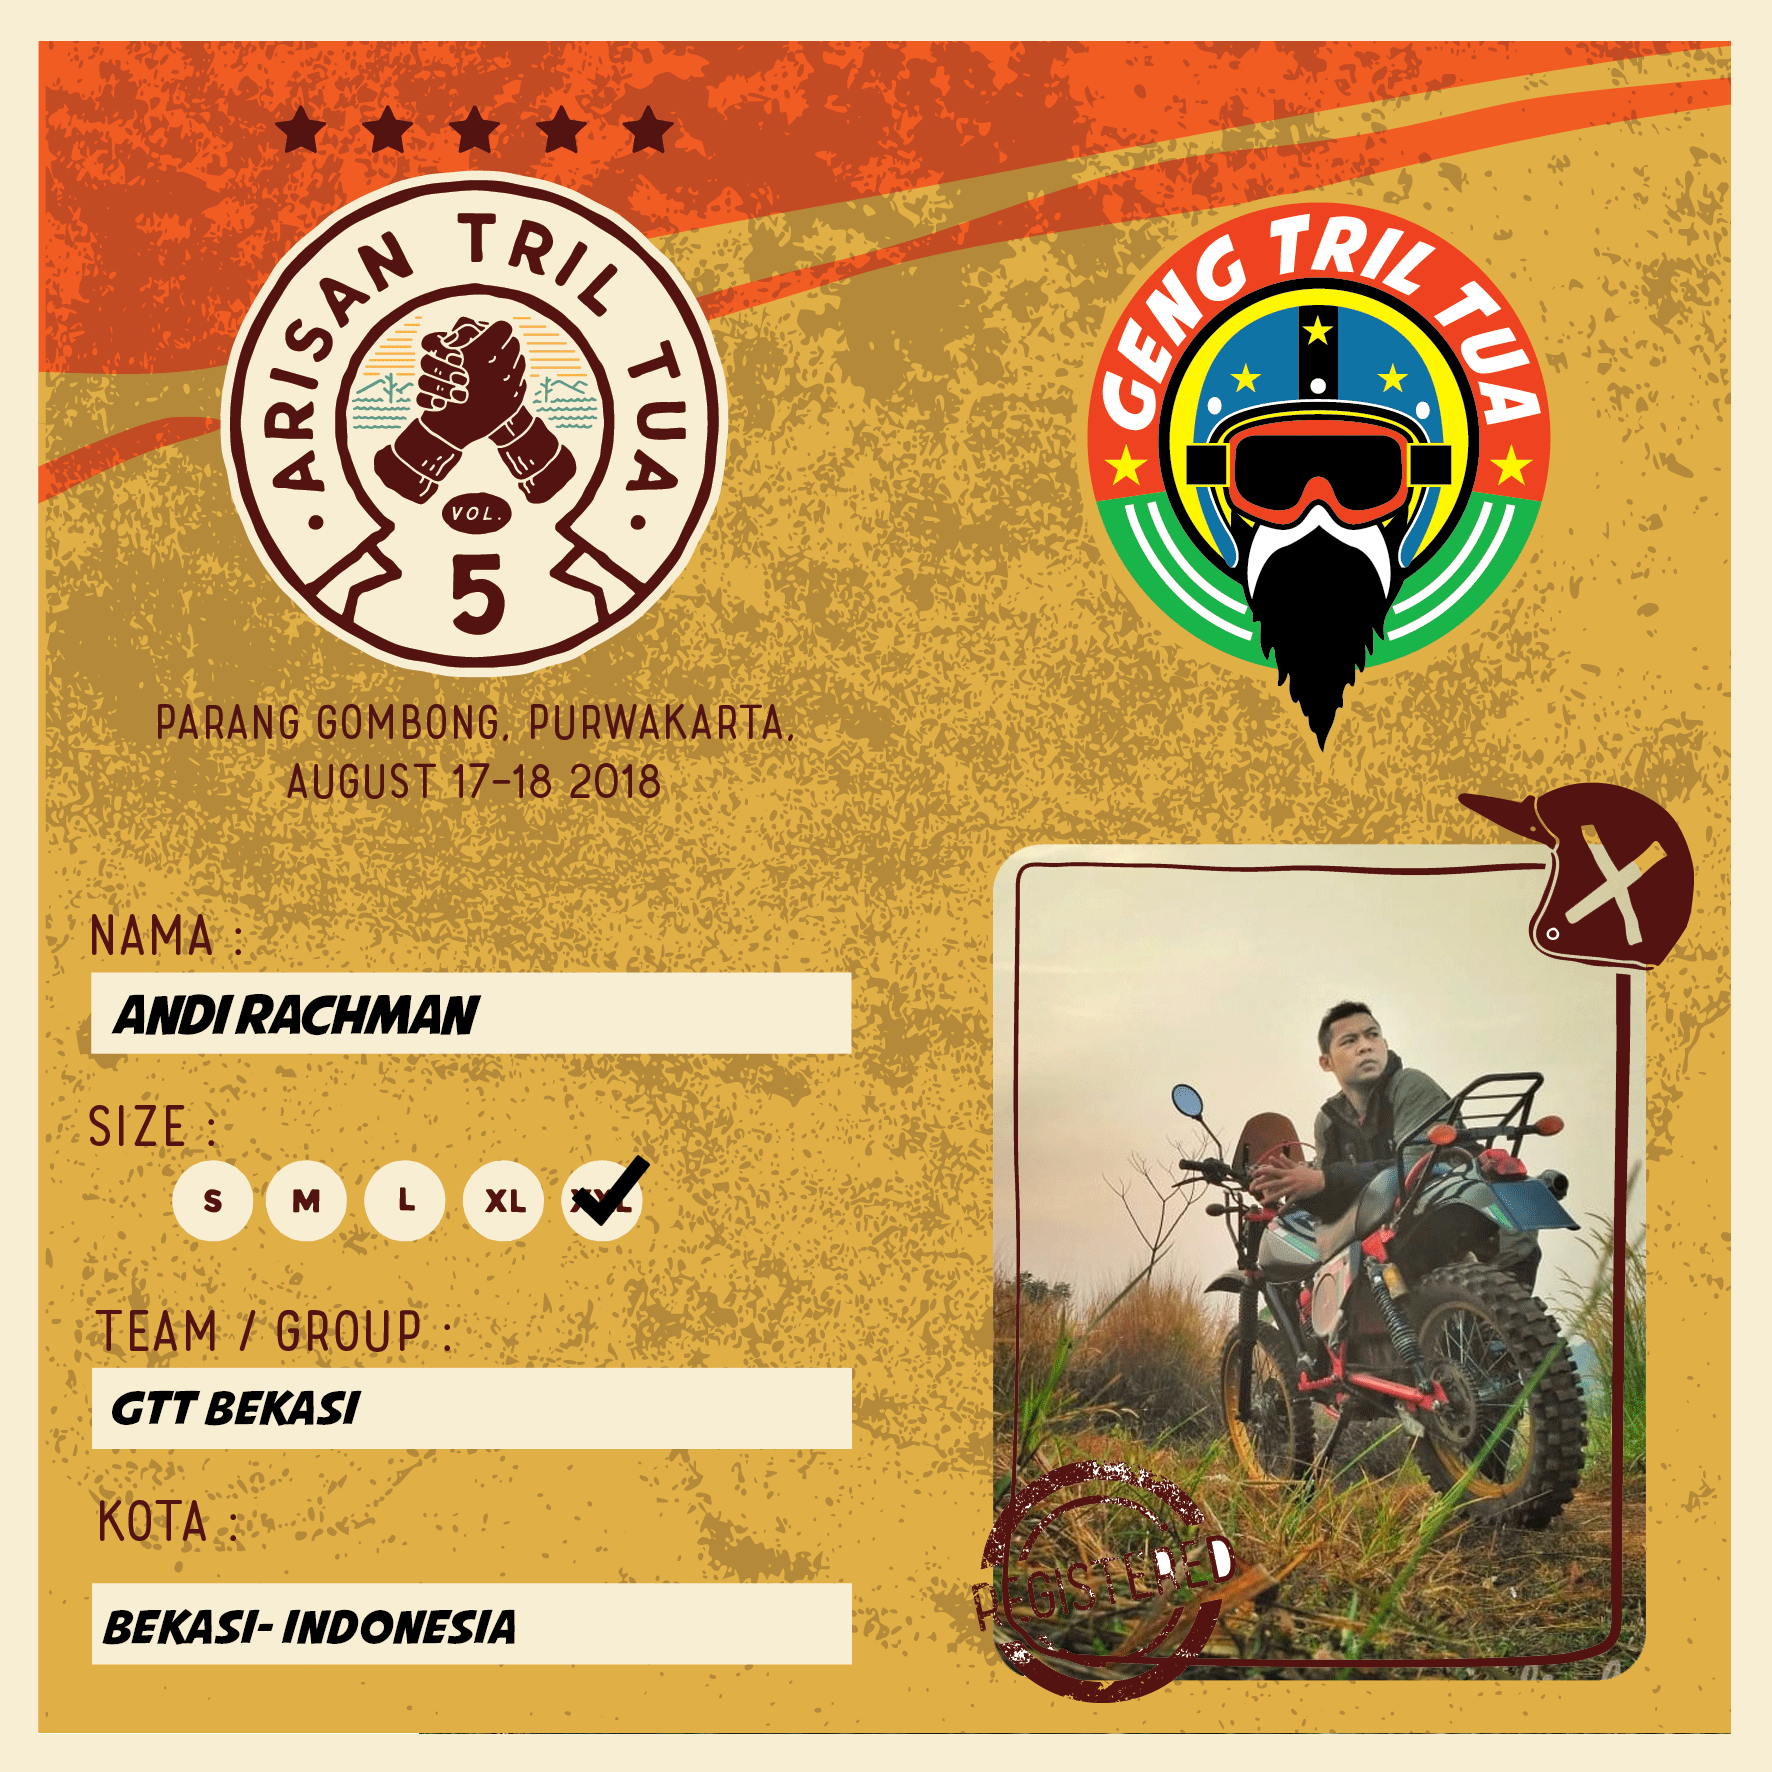 ARISAN TRIL TUA
VOL.
5
GENG TRIL TUA
PARANG GOMBONG, PURWAKARTA,
AUGUST 17-18 2018
NAMA :
ANDI RACHMAN
SIZE :
S M L XL XXL
TEAM / GROUP :
GTT BEKASI
KOTA :
BEKASI- INDONESIA
REGISTERED